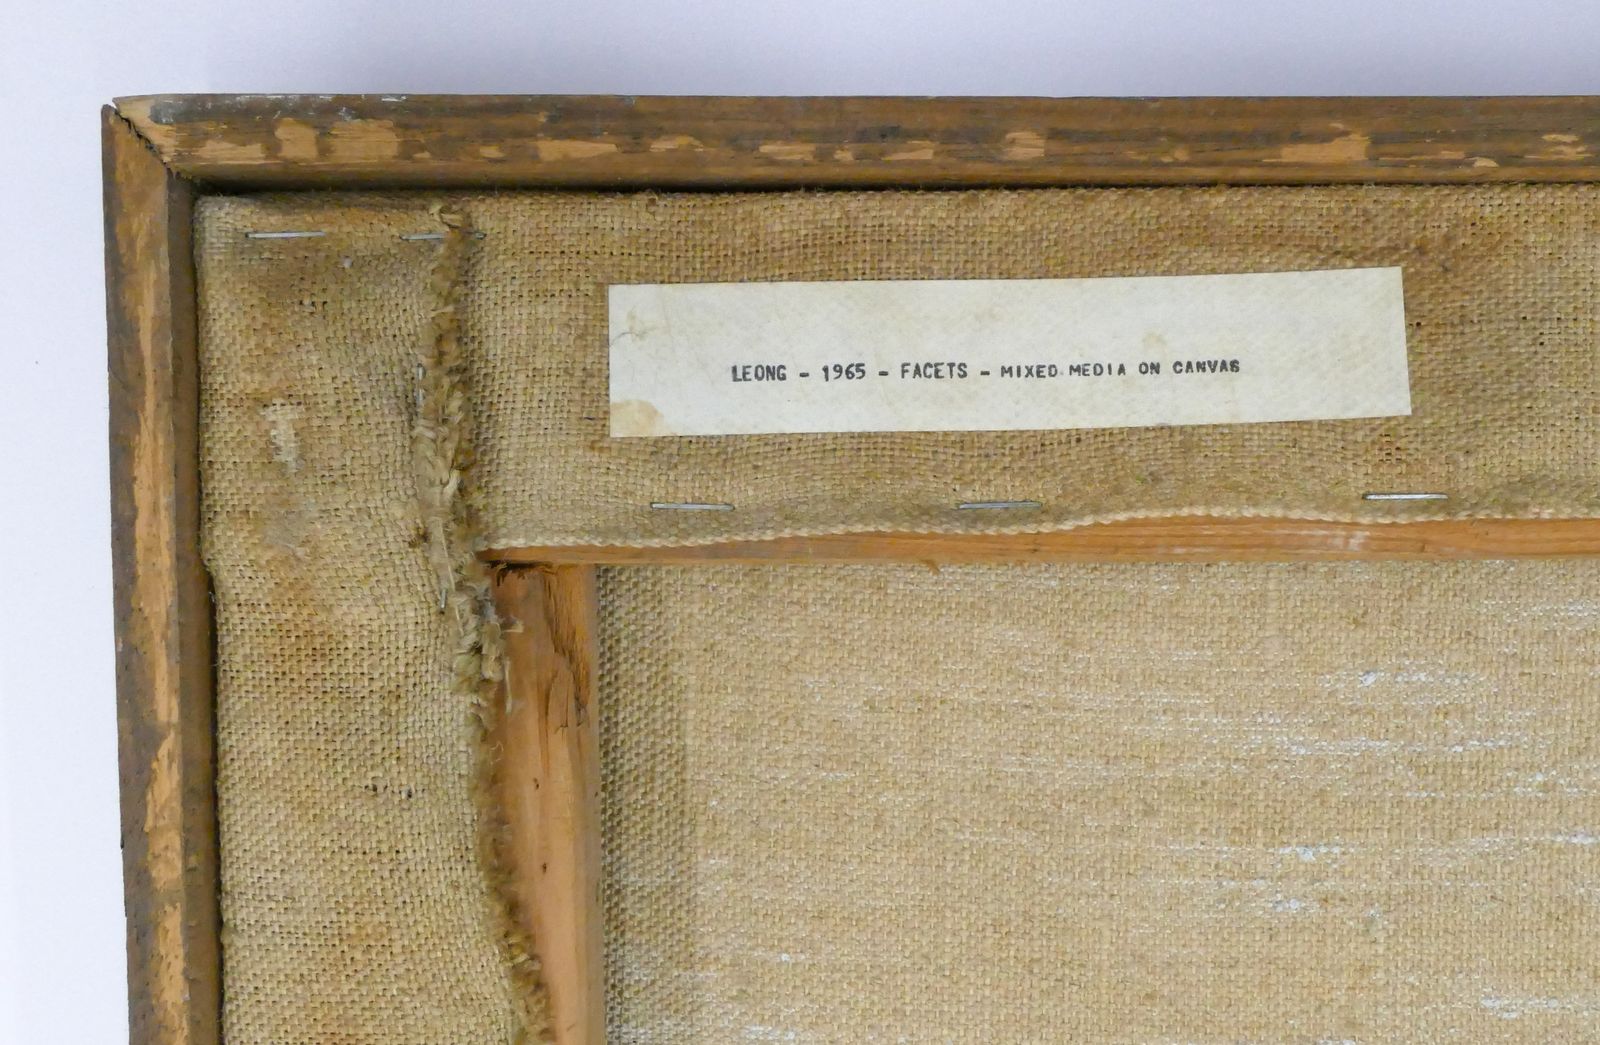 LEONG - 1965 - FACETS - MIXED MEDIA ON CANVAS